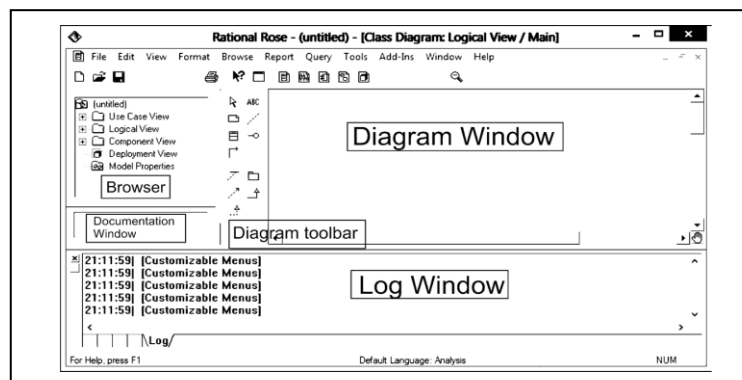 Rational Rose - (untitled) - [Class Diagram: Logical View / Main]
File Edit View Format Browse Report Query Tools Add-Ins Window Help
ABC
(untitled)
Use Case View
Logical View
Component View
Deployment View
Model Properties
Browser
Diagram Window
Documentation
Window
Diagram toolbar
21:11:59| [Customizable Menus]
21:11:59| [Customizable Menus]
21:11:59| [Customizable Menus]
21:11:59| [Customizable Menus]
21:11:59| [Customizable Menus]
Log Window
Log
For Help, press F1 Default Language: Analysis NUM